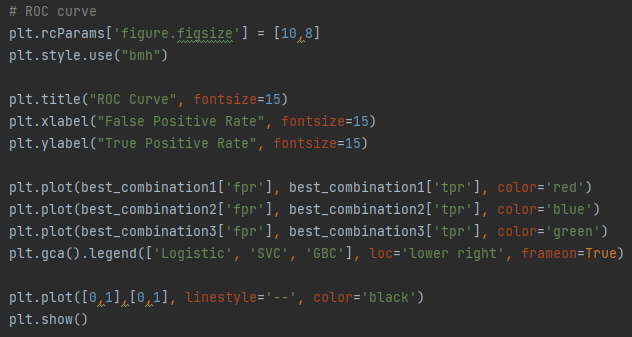 # ROC curve
plt.rcParams['figure.figsize'] = [10,8]
plt.style.use("bmh")
plt.title("ROC Curve", fontsize=15)
plt.xlabel("False Positive Rate", fontsize=15)
plt.ylabel("True Positive Rate", fontsize=15)
plt.plot(best_combination1['fpr'], best_combination1['tpr'], color='red')
plt.plot(best_combination2['fpr'], best_combination2['tpr'], color='blue')
plt.plot(best_combination3['fpr'], best_combination3['tpr'], color='green')
plt.gca().legend(['Logistic', 'SVC', 'GBC'], loc='lower right', frameon=True)
plt.plot([0,1],[0,1], linestyle='--', color='black')
plt.show()